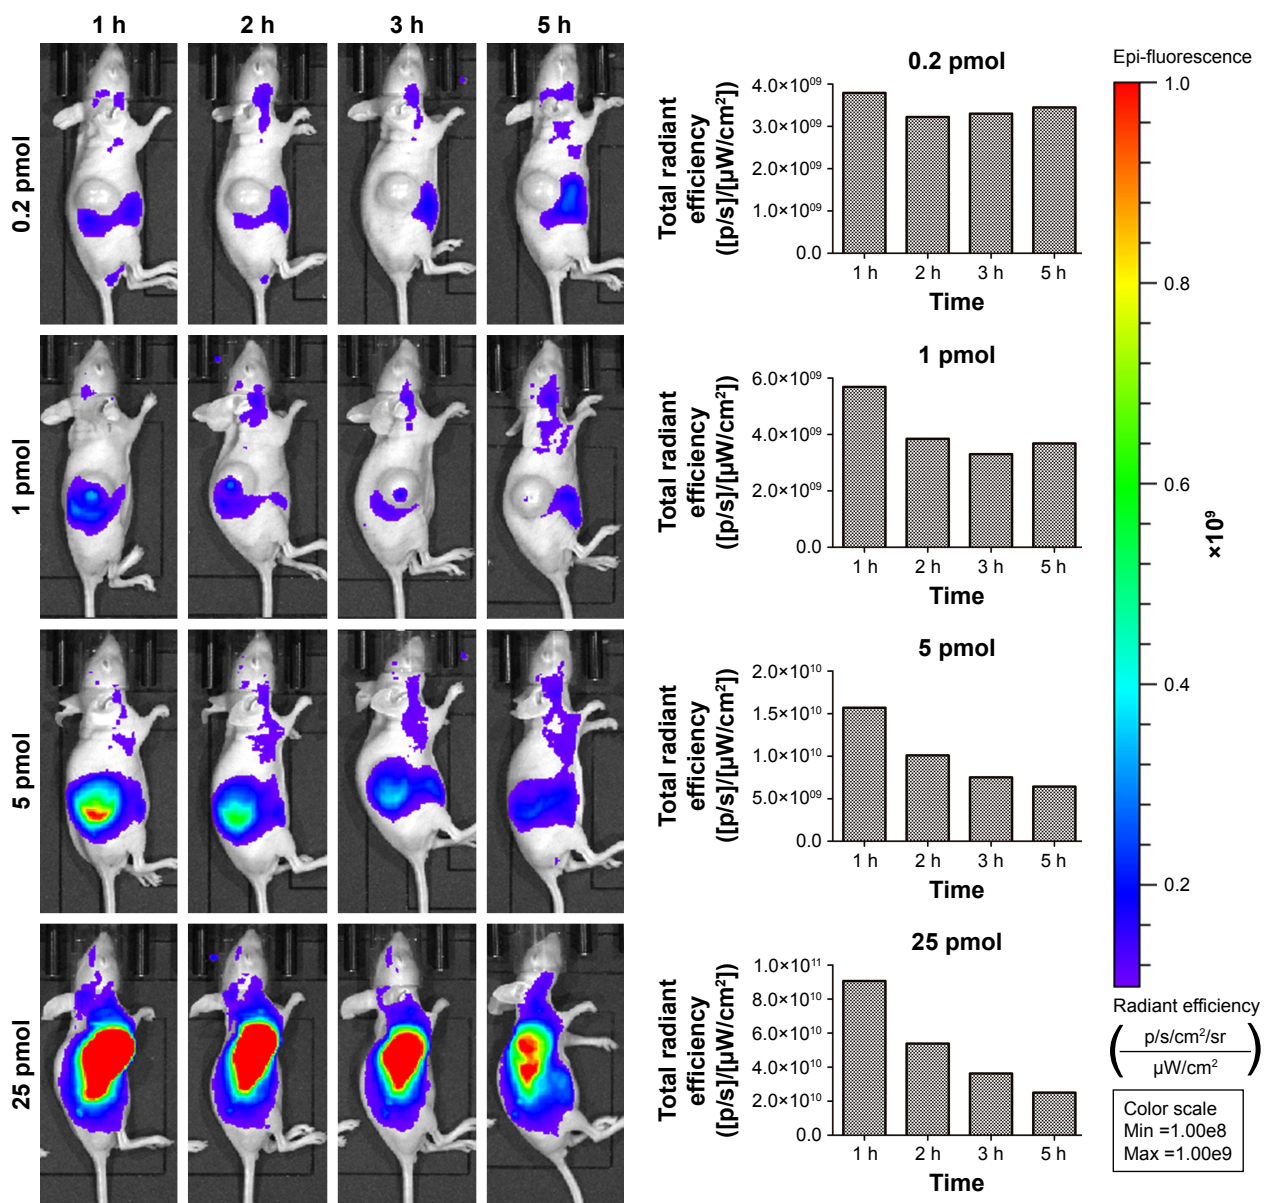 1 h 2 h 3 h 5 h
0.2 pmol
1 pmol
5 pmol
25 pmol
0.2 pmol
Total radiant
efficiency
([p/s]/[µW/cm²])
4.0×10⁰⁹
3.0×10⁰⁹
2.0×10⁰⁹
1.0×10⁰⁹
0.0
1 h 2 h 3 h 5 h
Time
1 pmol
Total radiant
efficiency
([p/s]/[µW/cm²])
6.0×10⁰⁹
4.0×10⁰⁹
2.0×10⁰⁹
0.0
1 h 2 h 3 h 5 h
Time
5 pmol
Total radiant
efficiency
([p/s]/[µW/cm²])
2.0×10¹⁰
1.5×10¹⁰
1.0×10¹⁰
5.0×10⁰⁹
0.0
1 h 2 h 3 h 5 h
Time
25 pmol
Total radiant
efficiency
([p/s]/[µW/cm²])
1.0×10¹¹
8.0×10¹⁰
6.0×10¹⁰
4.0×10¹⁰
2.0×10¹⁰
0.0
1 h 2 h 3 h 5 h
Time
Epi-fluorescence
1.0
0.8
0.6
0.4
0.2
×10⁹
Radiant efficiency
(p/s/cm²/sr
µW/cm²)
Color scale
Min =1.00e8
Max =1.00e9